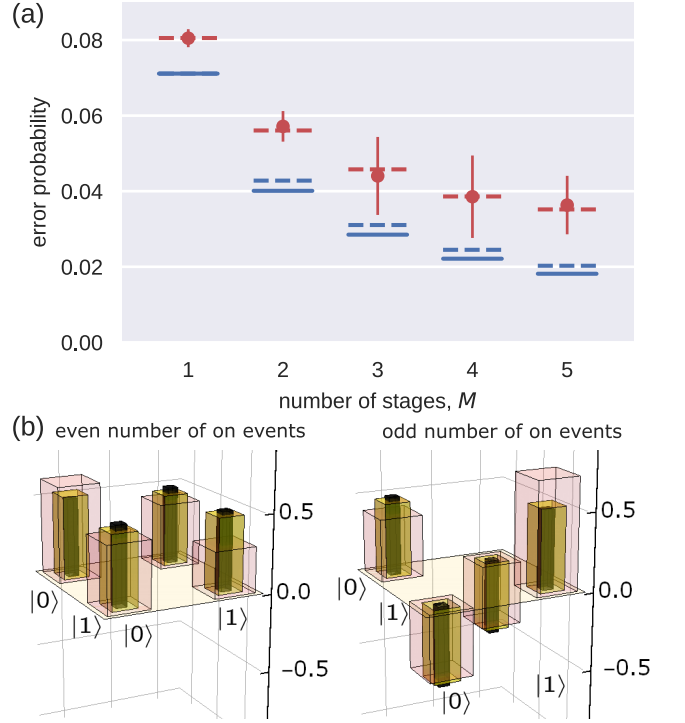 (a)
error probability
0.08
0.06
0.04
0.02
0.00
1 2 3 4 5
number of stages, M
(b)
even number of on events
0.5
0.0
−0.5
|0⟩
|1⟩
|0⟩
|1⟩
odd number of on events
0.5
0.0
−0.5
|0⟩
|1⟩
|0⟩
|1⟩